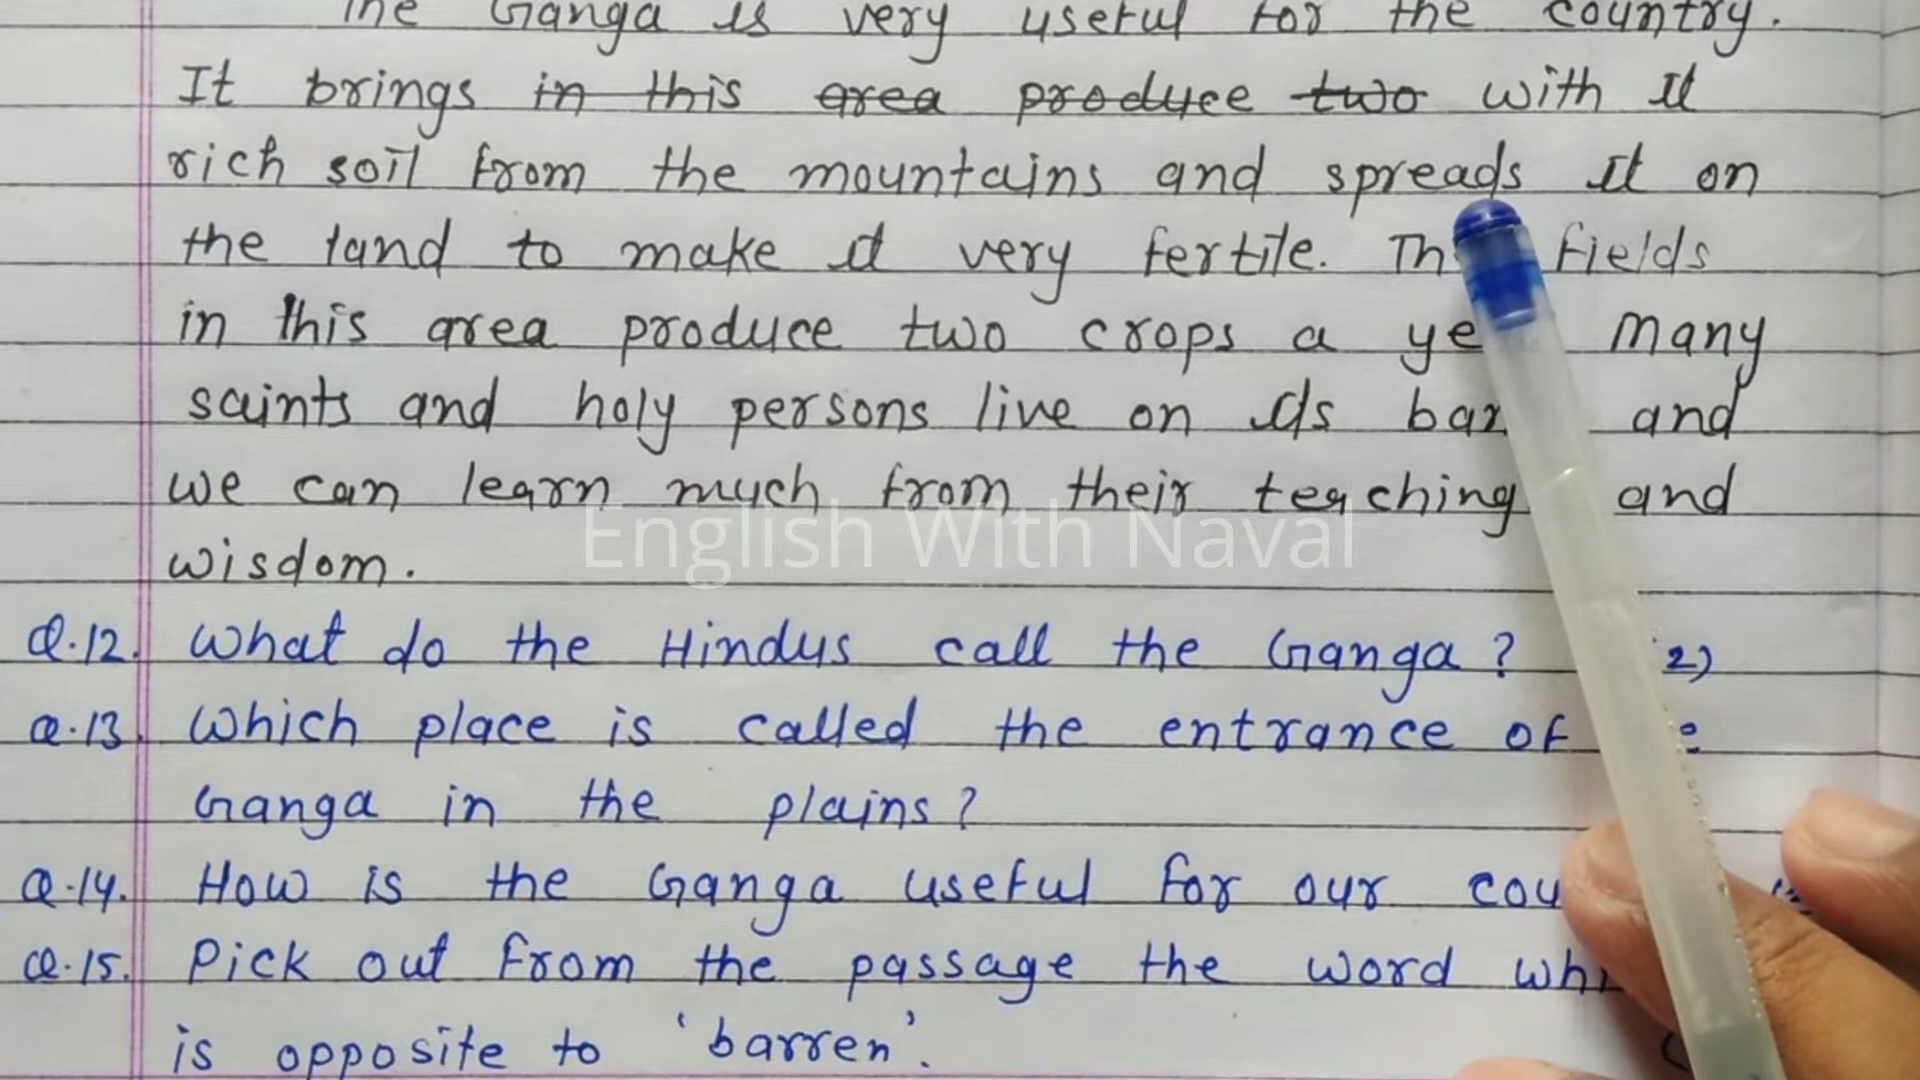 The Ganga is very useful for the country.
It brings in this area produce two with it
rich soil from the mountains and spreads it on
the land to make it very fertile. Th fields
in this area produce two crops a ye many
saints and holy persons live on its ban and
we can learn much from their teaching and
wisdom.
English With Naval
Q.12. What do the Hindus call the Ganga? 2)
Q.13. Which place is called the entrance of
Ganga in the plains?
Q.14. How is the Ganga useful for our cou
Q.15. Pick out from the passage the word whi
is opposite to 'barren'.